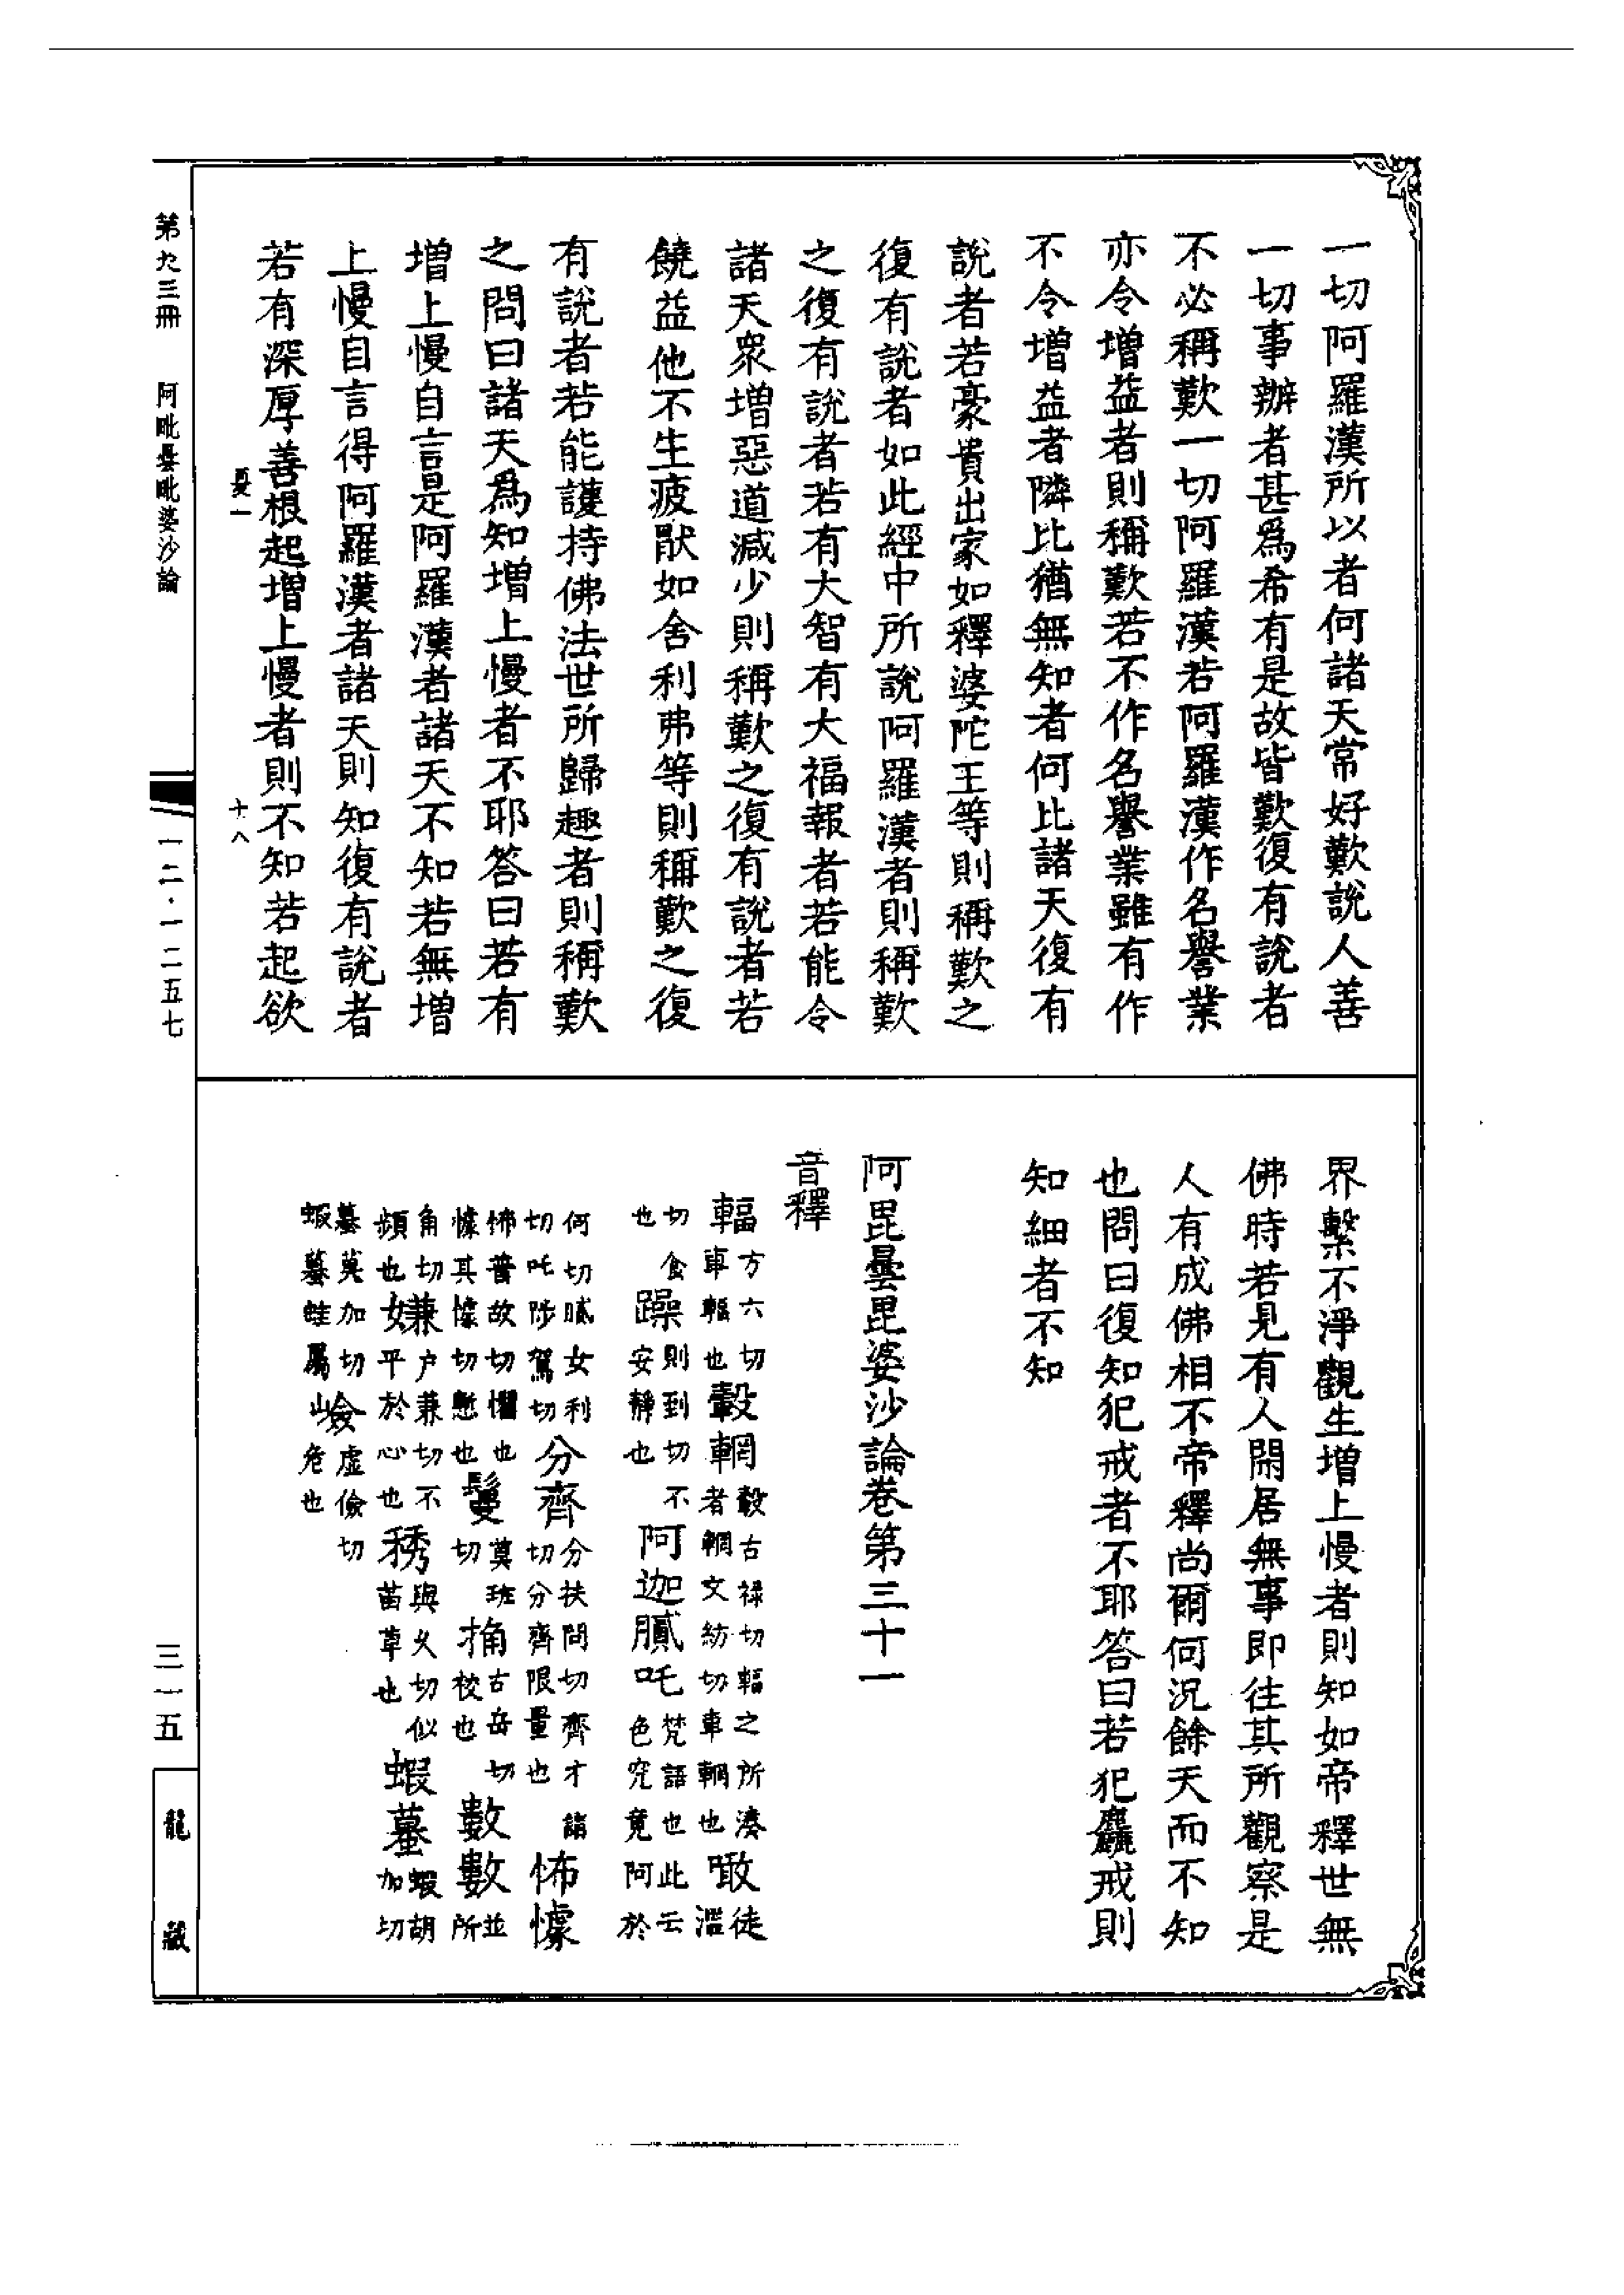 一切阿羅漢所以者何諸天常好歎說人善
一切事辦者甚爲希有是故皆歎復有說者
不必稱歎一切阿羅漢若阿羅漢作名譽業
亦令增益者則稱歎若不作名譽業雖有作
不令增益者隣比猶無知者何比諸天復有
說者若豪貴出家如釋婆陀王等則稱歎之
復有說者如此經中所說阿羅漢者則稱歎
之復有說者若有大智有大福報者若能令
諸天眾增惡道減少則稱歎之復有說者若
饒益他不生疲猒如舍利弗等則稱歎之復
有說者若能護持佛法世所歸趣者則稱歎
之問曰諸天爲知增上慢者不耶答曰若有
增上慢自言是阿羅漢者諸天不知若無增
上慢自言得阿羅漢者諸天則知復有說者
若有深厚善根起增上慢者則不知若起欲
界繫不淨觀生增上慢者則知如帝釋世無
佛時若見有人閑居無事即往其所觀察是
人有成佛相不帝釋尚爾何況餘天而不知
也問曰復知犯戒者不耶答曰若犯麤戒則
知細者不知
阿毘曇毘婆沙論卷第三十一
音釋
輻方六切車輻也轂輞轂古祿切輻之所湊者輞文紡切車輞也噉徒濫
切食也躁則到切不安靜也阿迦膩吒梵語也此云色究竟阿於
何切膩女利切吒陟駕切分齊分扶問切齊才詣切分齊限量也怖懅
怖普故切懼也懅其懅切慙也鬘莫班切捔古岳切校也數數並所
角切嫌戶兼切不平於心也莠與久切似苗草也蝦蟇蝦胡加切
蟇莫加切蝦蟇蛙屬山僉虛儉切危也
第九三冊 阿毗曇毗婆沙論
一二·一二五七
三一五
龍藏
夏一
十八